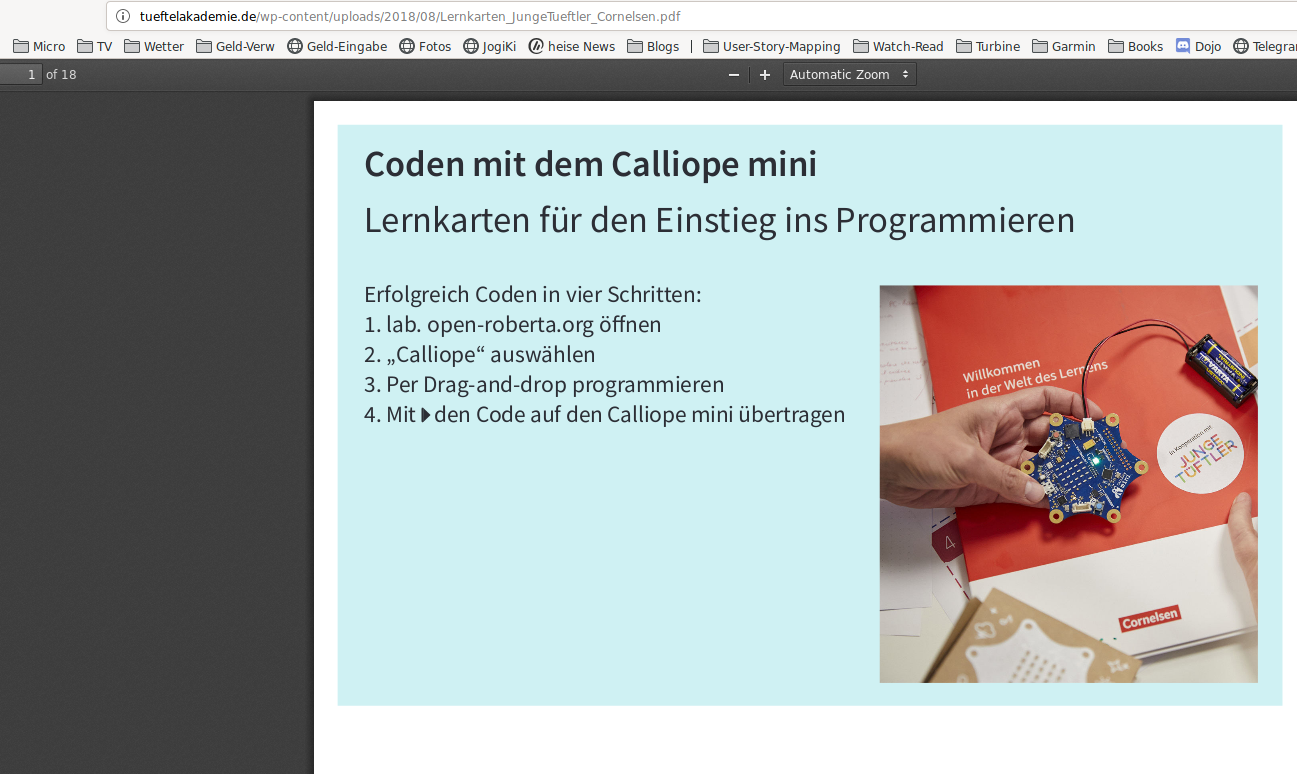 tueftelakademie.de/wp-content/uploads/2018/08/Lernkarten_JungeTueftler_Cornelsen.pdf
Micro TV Wetter Geld-Verw Geld-Eingabe Fotos JogiKi heise News Blogs | User-Story-Mapping Watch-Read Turbine Garmin Books Dojo Telegra
1 of 18 Automatic Zoom
Coden mit dem Calliope mini
Lernkarten für den Einstieg ins Programmieren
Erfolgreich Coden in vier Schritten:
1. lab. open-roberta.org öffnen
2. „Calliope“ auswählen
3. Per Drag-and-drop programmieren
4. Mit den Code auf den Calliope mini übertragen
Willkommen
in der Welt des Lernens
VARTA
in Kooperation mit
JUNGE
TÜFTLER
mini
4
Cornelsen